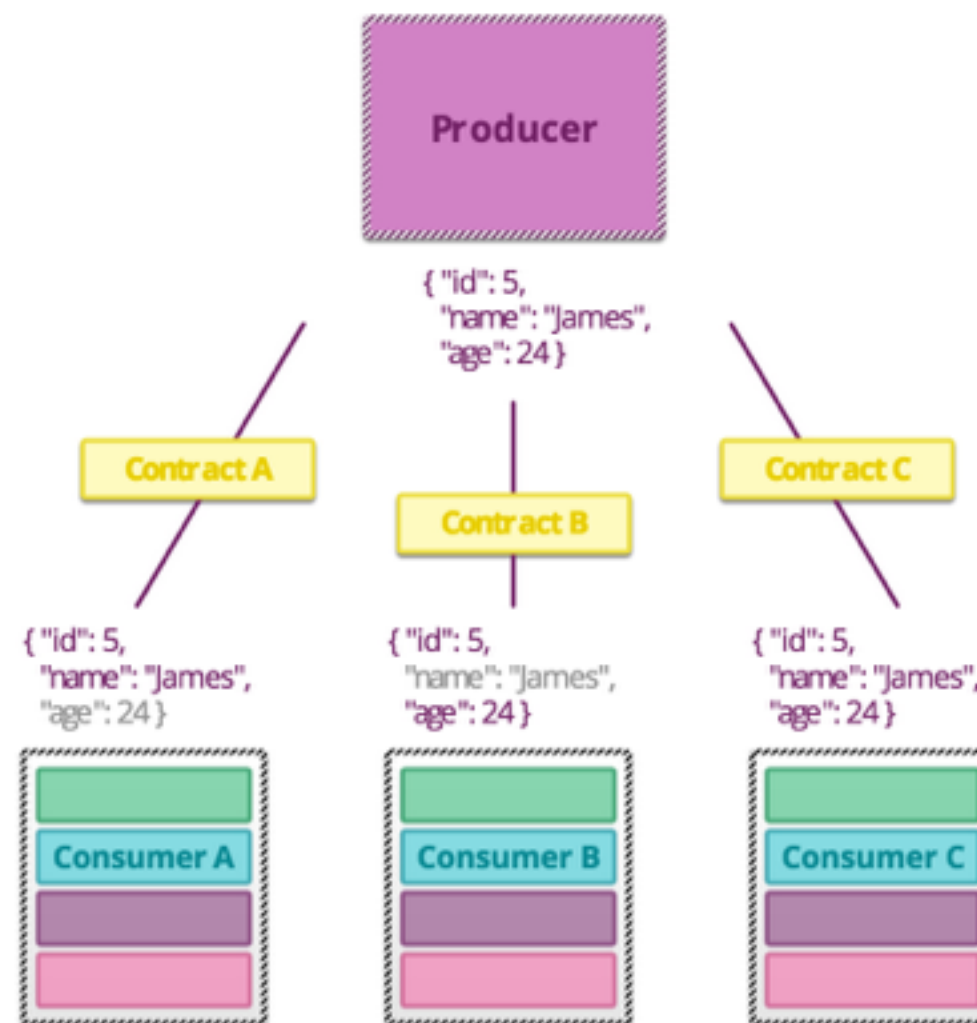 Producer
{ "id": 5,
"name": "James",
"age": 24 }
Contract A
Contract B
Contract C
{ "id": 5,
"name": "James",
"age": 24 }
{ "id": 5,
"name": "James",
"age": 24 }
{ "id": 5,
"name": "James",
"age": 24 }
Consumer A
Consumer B
Consumer C